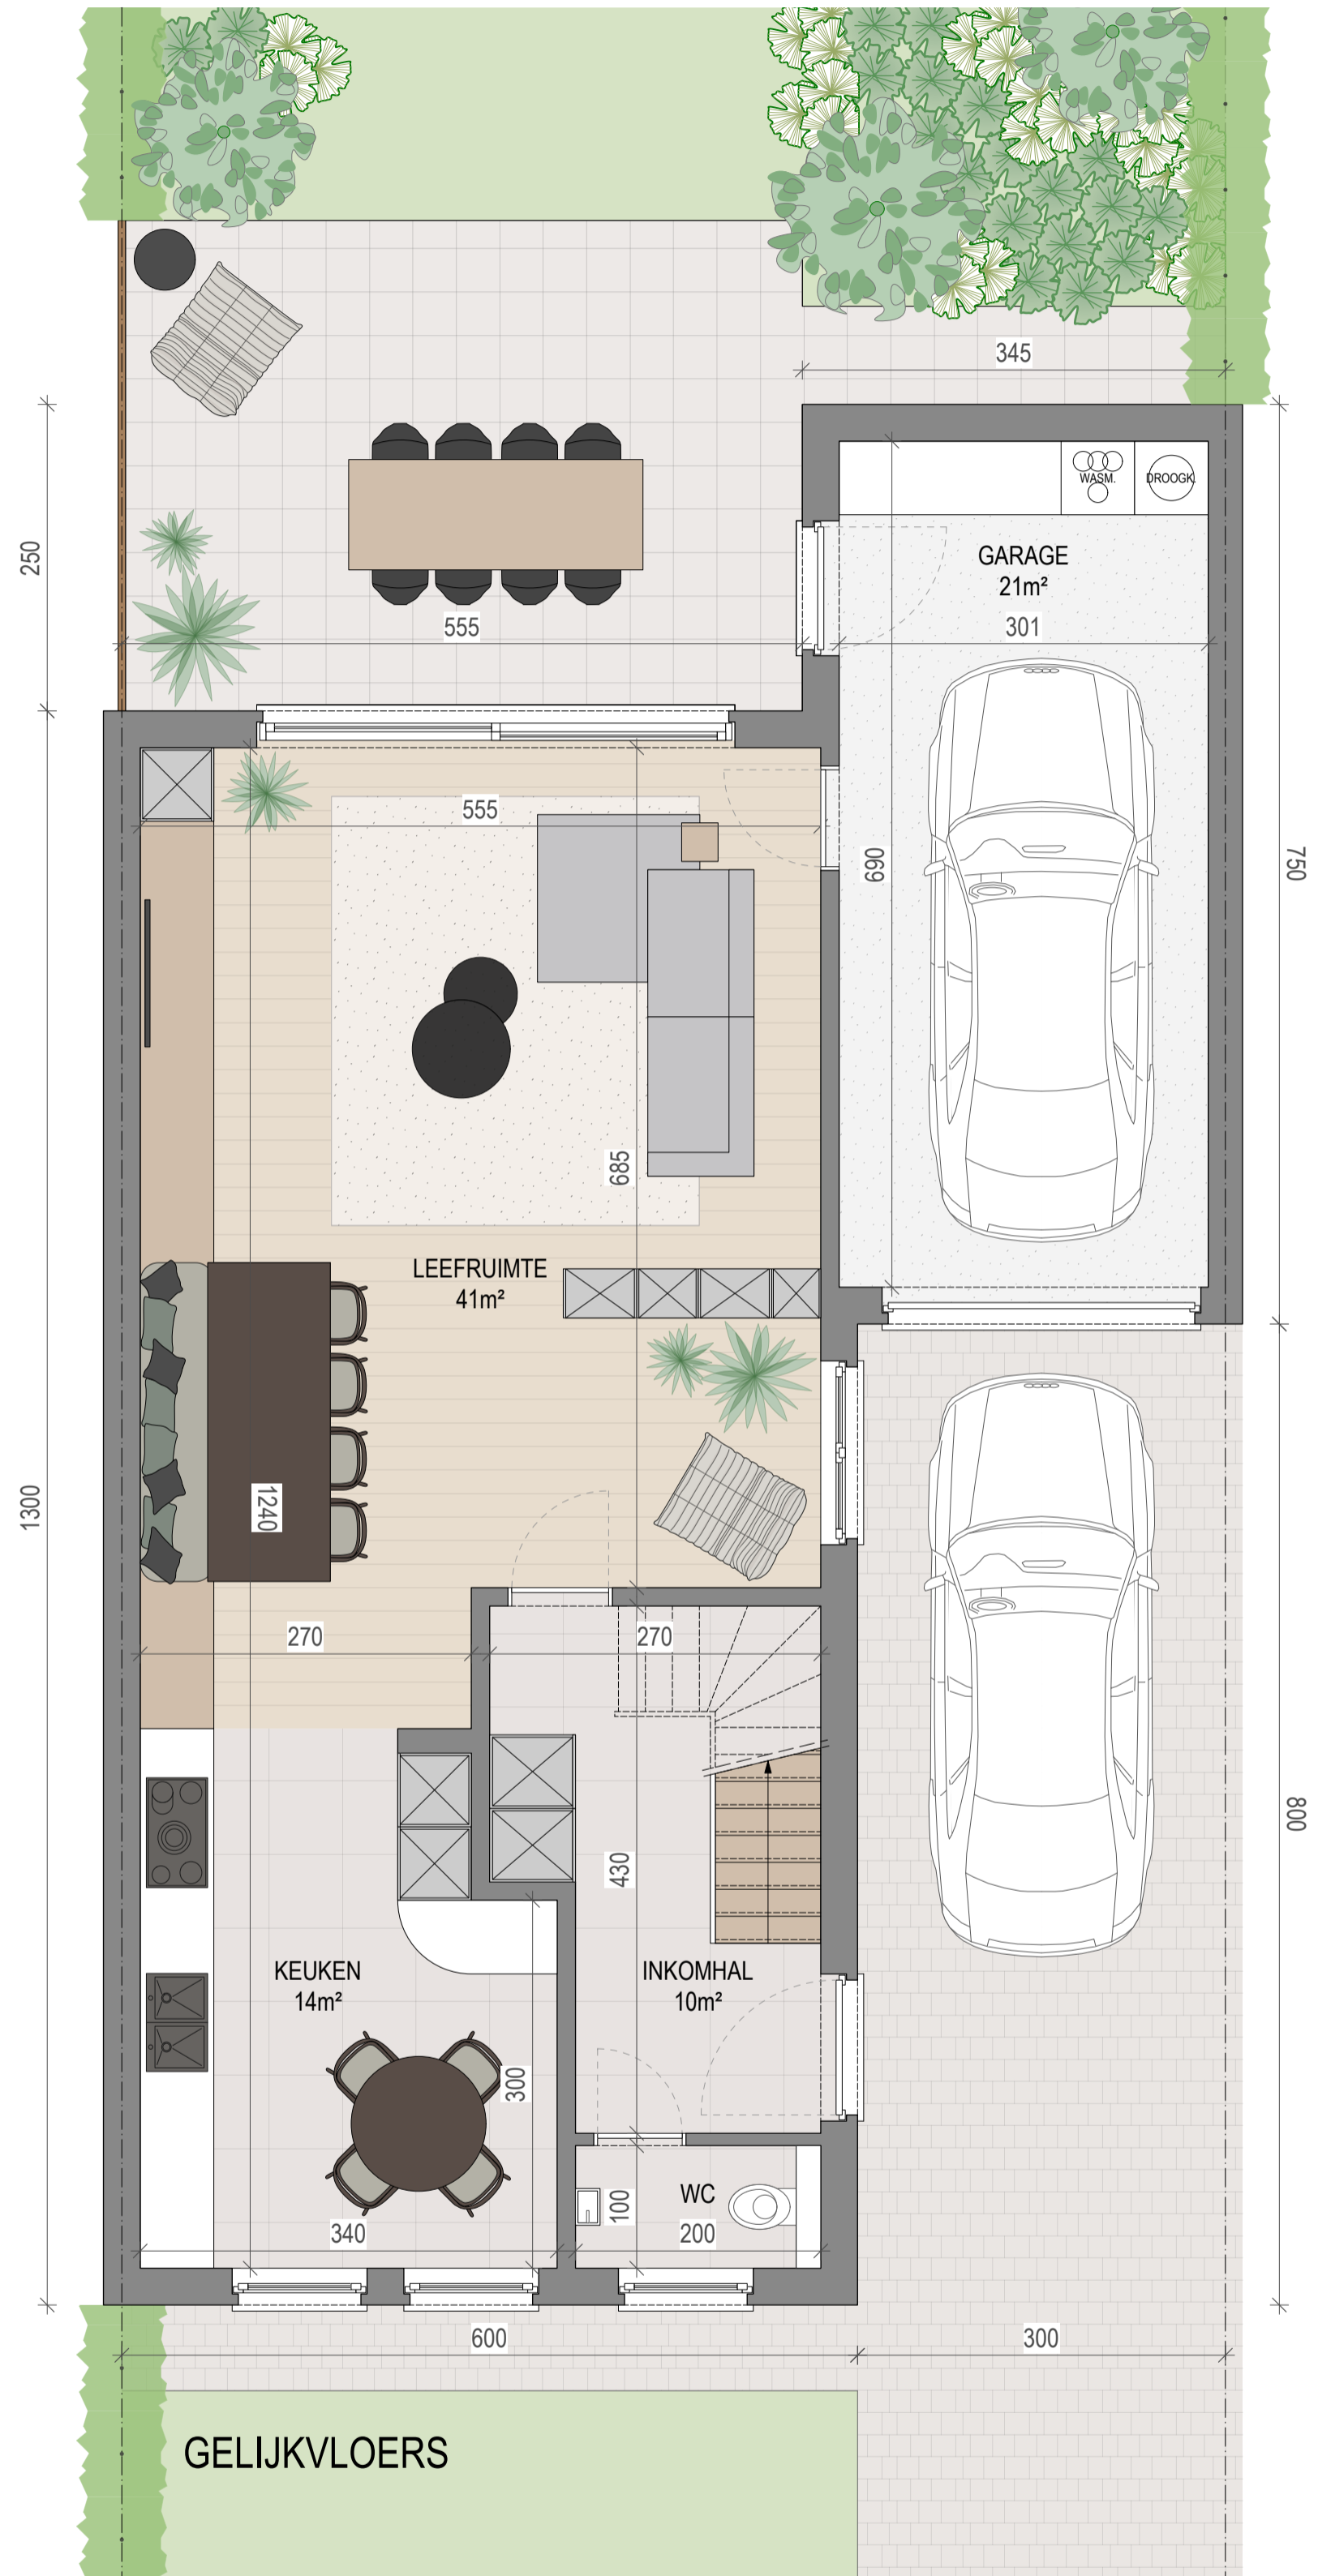 345
WASM.
DROOGK.
GARAGE
21m²
250
555
301
555
690
750
685
LEEFRUIMTE
41m²
1240
1300
270
270
800
430
KEUKEN
14m²
INKOMHAL
10m²
300
WC
100
340
200
600
300
GELIJKVLOERS